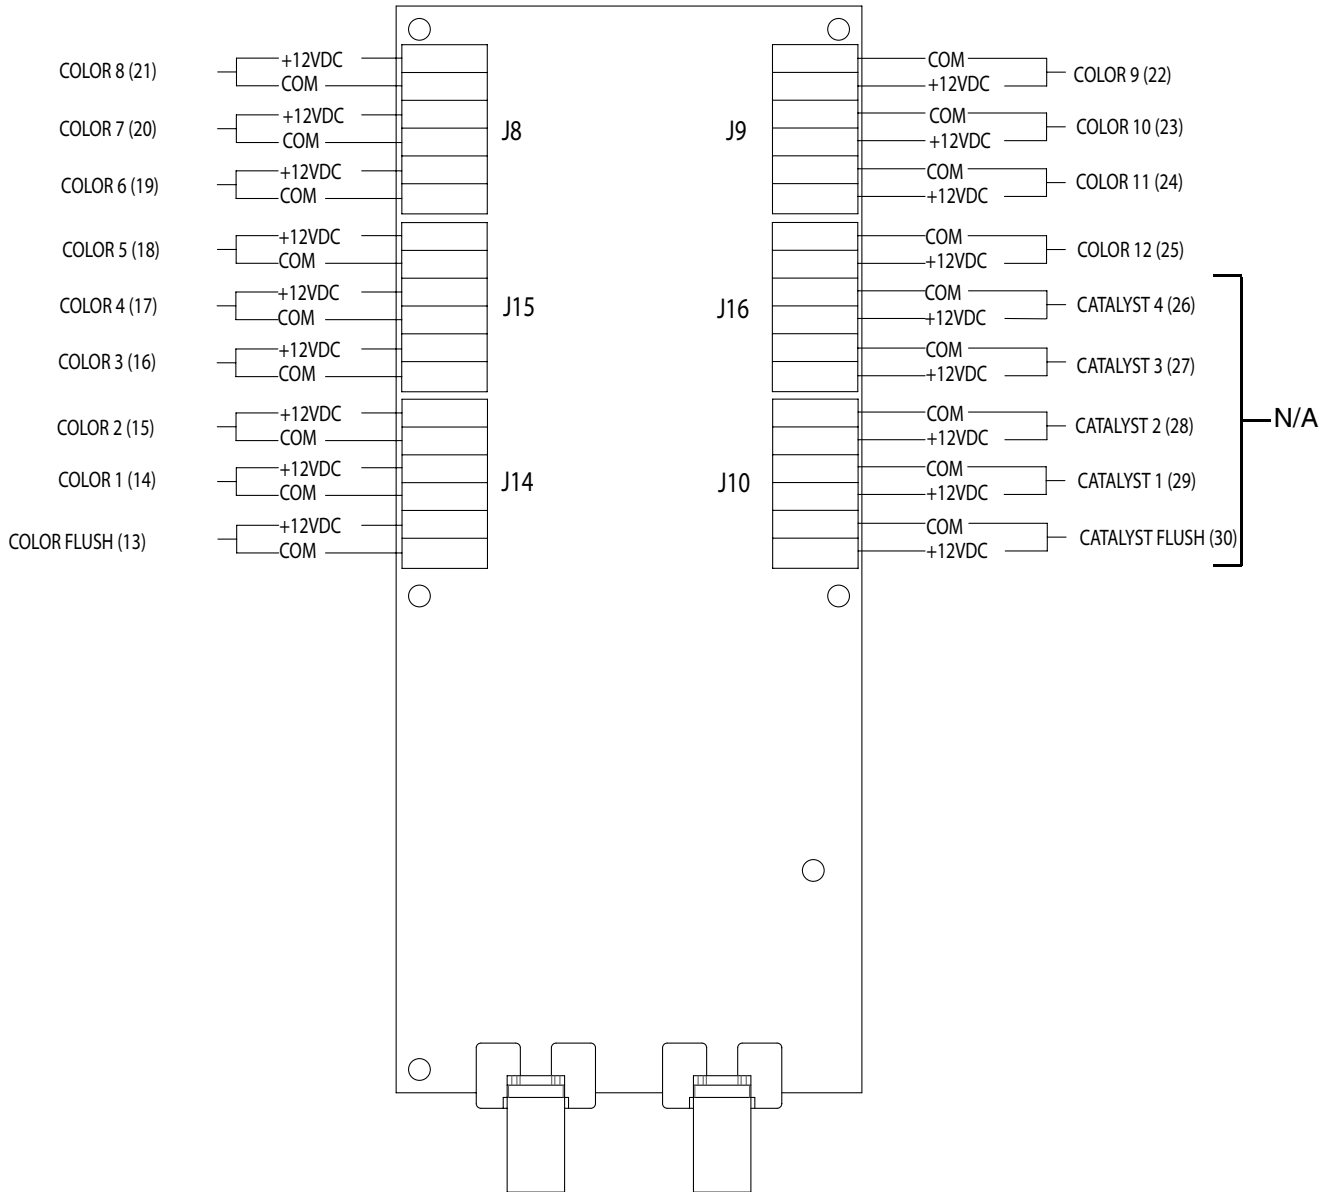 COLOR 8 (21)
+12VDC
COM
COLOR 7 (20)
+12VDC
COM
COLOR 6 (19)
+12VDC
COM
J8
COLOR 5 (18)
+12VDC
COM
COLOR 4 (17)
+12VDC
COM
COLOR 3 (16)
+12VDC
COM
J15
COLOR 2 (15)
+12VDC
COM
COLOR 1 (14)
+12VDC
COM
COLOR FLUSH (13)
+12VDC
COM
J14
J9
COM
+12VDC
COLOR 9 (22)
COM
+12VDC
COLOR 10 (23)
COM
+12VDC
COLOR 11 (24)
J16
COM
+12VDC
COLOR 12 (25)
COM
+12VDC
CATALYST 4 (26)
COM
+12VDC
CATALYST 3 (27)
J10
COM
+12VDC
CATALYST 2 (28)
COM
+12VDC
CATALYST 1 (29)
COM
+12VDC
CATALYST FLUSH (30)
N/A